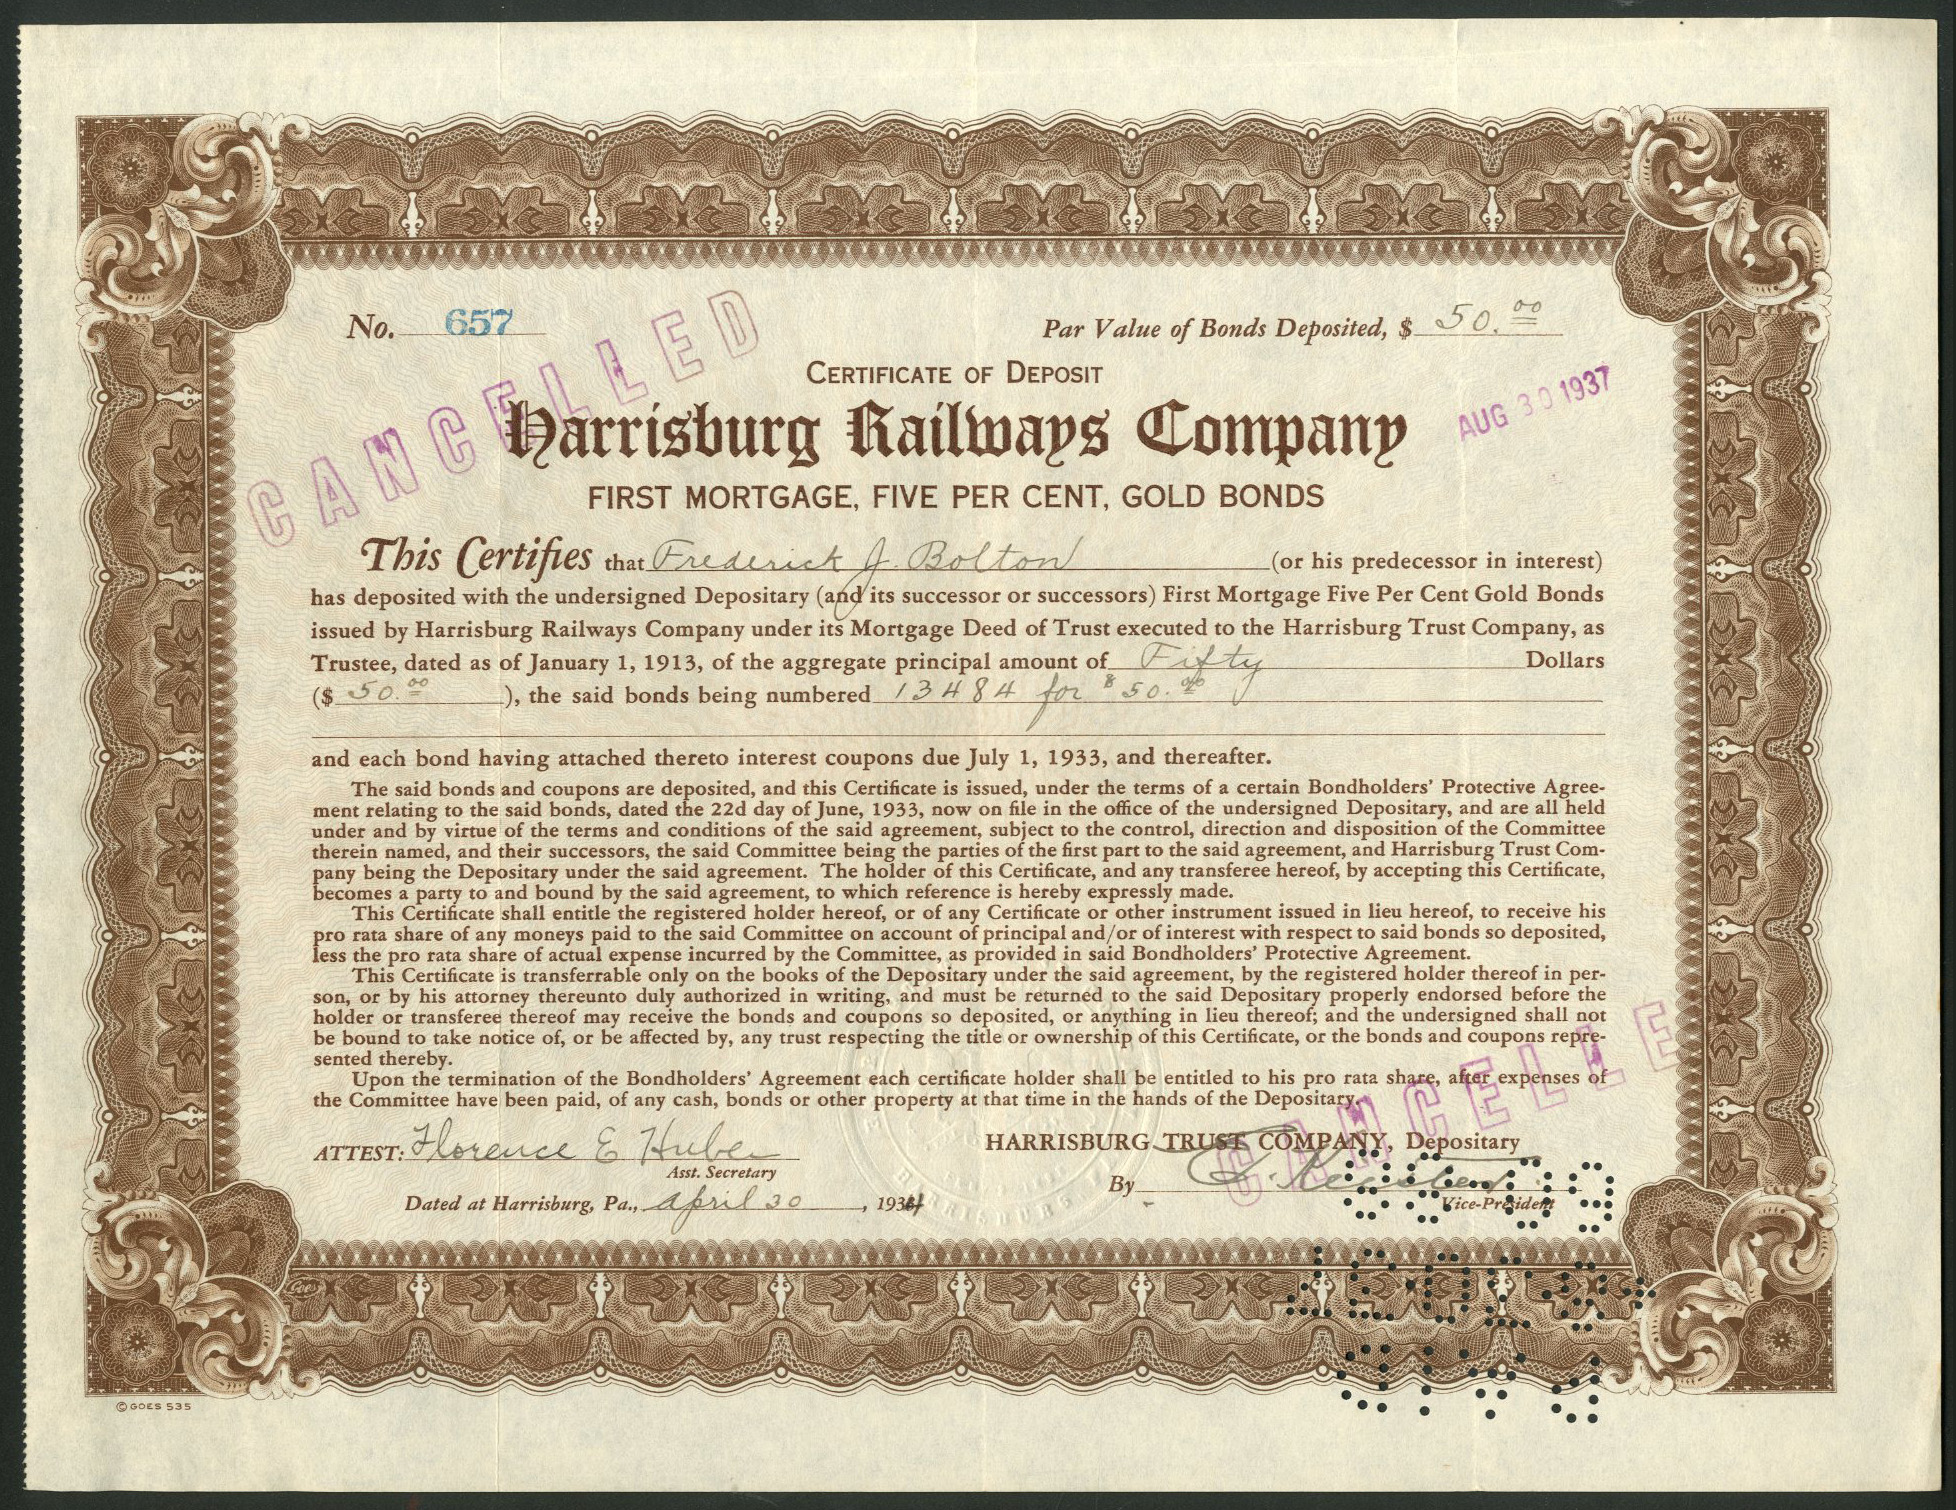 No. 657
Par Value of Bonds Deposited, $ 50.00
CANCELLED
CERTIFICATE OF DEPOSIT
AUG 30 1937
Harrisburg Railways Company
FIRST MORTGAGE, FIVE PER CENT, GOLD BONDS
This Certifies that Frederick J. Bolton (or his predecessor in interest)
has deposited with the undersigned Depositary (and its successor or successors) First Mortgage Five Per Cent Gold Bonds
issued by Harrisburg Railways Company under its Mortgage Deed of Trust executed to the Harrisburg Trust Company, as
Trustee, dated as of January 1, 1913, of the aggregate principal amount of Fifty Dollars
($ 50.00 ), the said bonds being numbered 13484 for $50.00
and each bond having attached thereto interest coupons due July 1, 1933, and thereafter.
The said bonds and coupons are deposited, and this Certificate is issued, under the terms of a certain Bondholders' Protective Agree-
ment relating to the said bonds, dated the 22d day of June, 1933, now on file in the office of the undersigned Depositary, and are all held
under and by virtue of the terms and conditions of the said agreement, subject to the control, direction and disposition of the Committee
therein named, and their successors, the said Committee being the parties of the first part to the said agreement, and Harrisburg Trust Com-
pany being the Depositary under the said agreement. The holder of this Certificate, and any transferee hereof, by accepting this Certificate,
becomes a party to and bound by the said agreement, to which reference is hereby expressly made.
This Certificate shall entitle the registered holder hereof, or of any Certificate or other instrument issued in lieu hereof, to receive his
pro rata share of any moneys paid to the said Committee on account of principal and/or of interest with respect to said bonds so deposited,
less the pro rata share of actual expense incurred by the Committee, as provided in said Bondholders' Protective Agreement.
This Certificate is transferrable only on the books of the Depositary under the said agreement, by the registered holder thereof in per-
son, or by his attorney thereunto duly authorized in writing, and must be returned to the said Depositary properly endorsed before the
holder or transferee thereof may receive the bonds and coupons so deposited, or anything in lieu thereof; and the undersigned shall not
be bound to take notice of, or be affected by, any trust respecting the title or ownership of this Certificate, or the bonds and coupons repre-
sented thereby.
Upon the termination of the Bondholders' Agreement each certificate holder shall be entitled to his pro rata share, after expenses of
the Committee have been paid, of any cash, bonds or other property at that time in the hands of the Depositary.
CANCELLE
ATTEST: Florence E Huber
HARRISBURG TRUST COMPANY, Depositary
Asst. Secretary
By
Vice-President
Dated at Harrisburg, Pa., April 30, 1934
Goes
© GOES 535